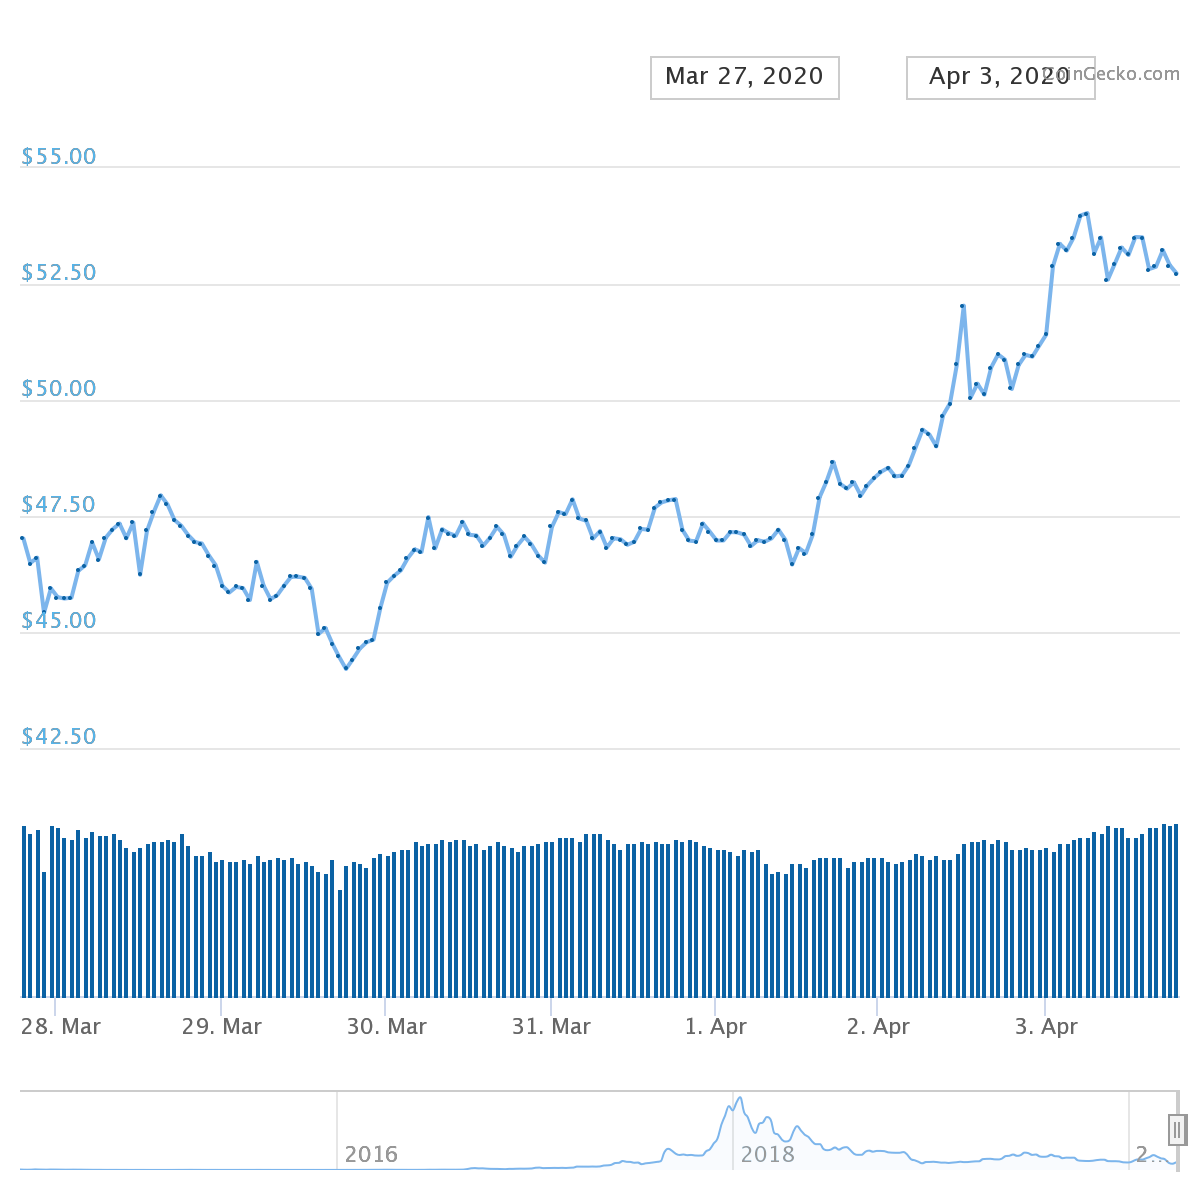 Mar 27, 2020
Apr 3, 2020
CoinGecko.com
$55.00
$52.50
$50.00
$47.50
$45.00
$42.50
28. Mar 29. Mar 30. Mar 31. Mar 1. Apr 2. Apr 3. Apr
2016 2018 2…